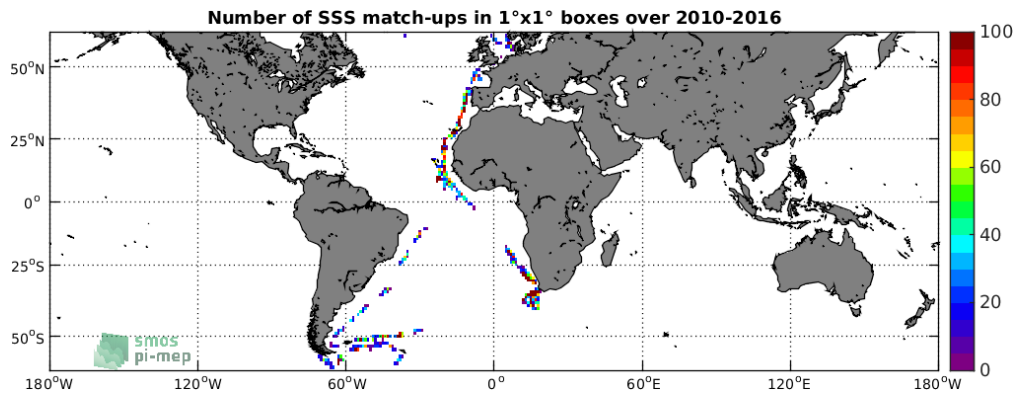 Number of SSS match-ups in 1°x1° boxes over 2010-2016
50°N
25°N
0°
25°S
50°S
180°W
120°W
60°W
0°
60°E
120°E
180°W
100
80
60
40
20
0
smos
pi-mep